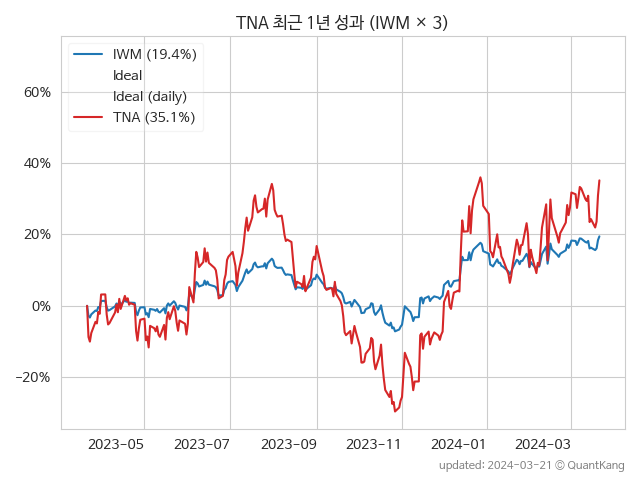 TNA 최근 1년 성과 (IWM × 3)
IWM (19.4%)
Ideal
Ideal (daily)
TNA (35.1%)
60%
40%
20%
0%
−20%
2023-05
2023-07
2023-09
2023-11
2024-01
2024-03
updated: 2024-03-21 © QuantKang